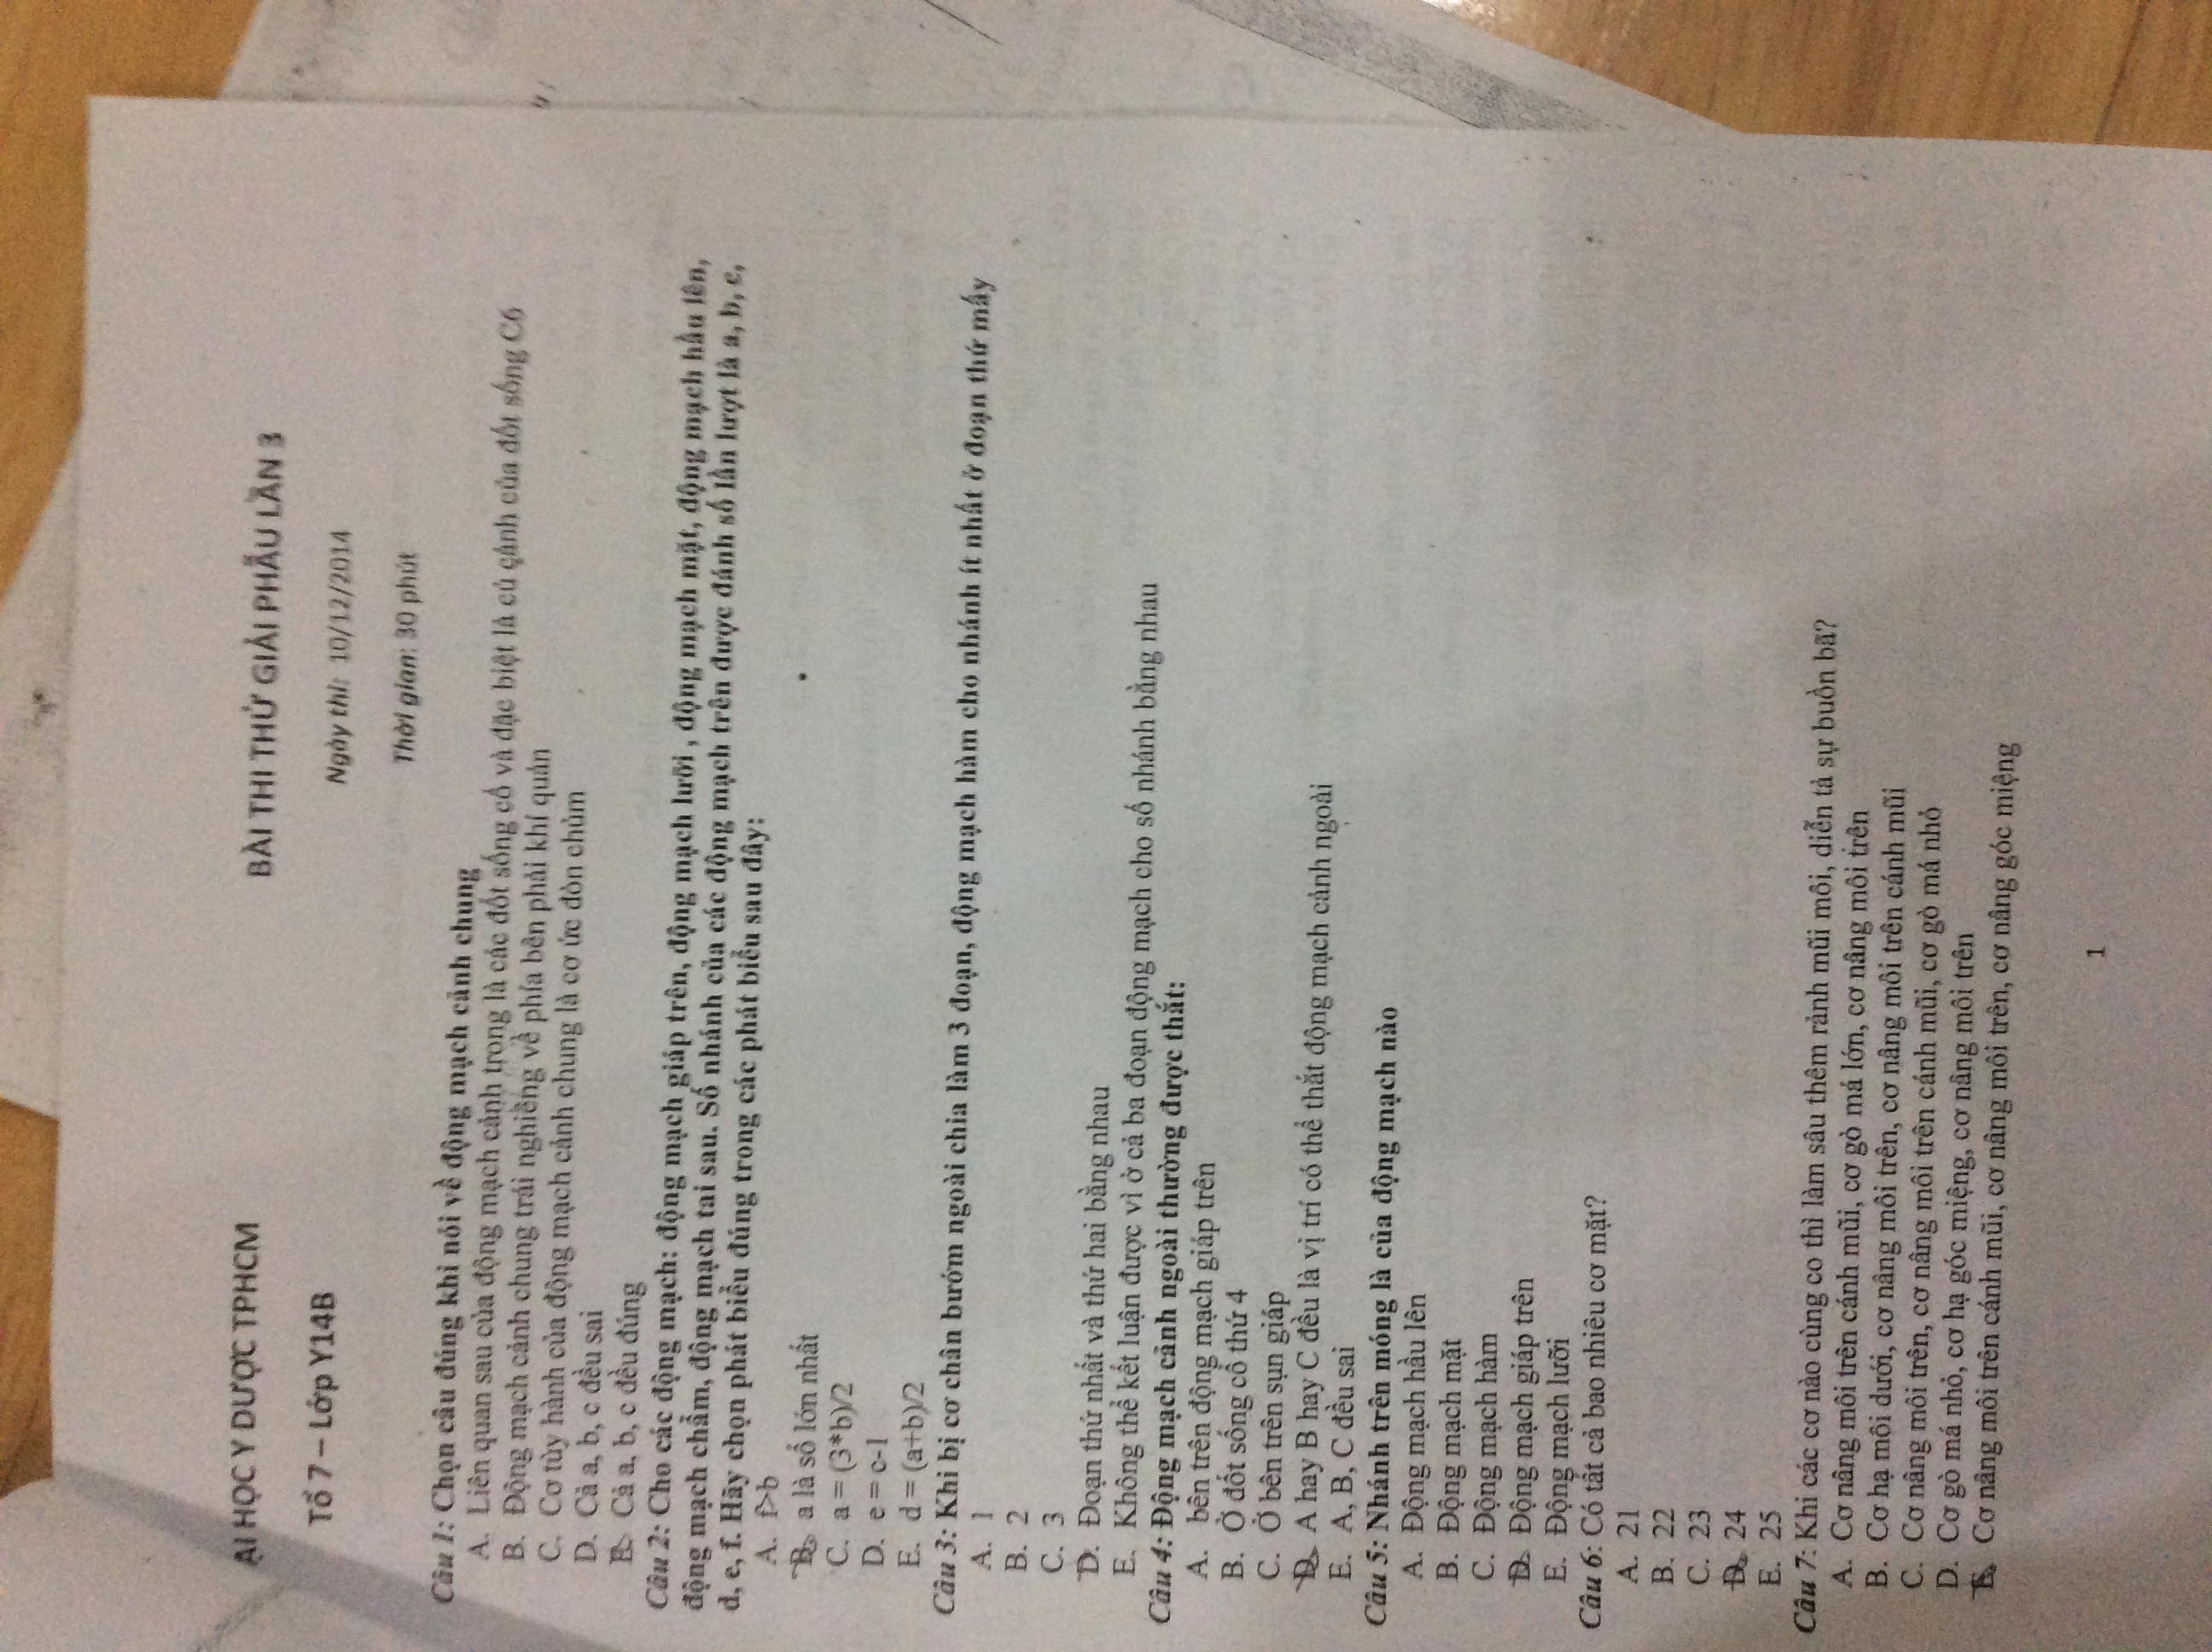 ẠI HỌC Y DƯỢC TPHCM
BÀI THI THỬ GIẢI PHẪU LẦN 3
Tổ 7 – Lớp Y14B
Ngày thi: 10/12/2014
Thời gian: 30 phút
Câu 1: Chọn câu đúng khi nói về động mạch cảnh chung
A. Liên quan sau của động mạch cảnh trong là các đốt sống cổ và đặc biệt là củ cảnh của đốt sống C6
B. Động mạch cảnh chung trái nghiêng về phía bên phải khí quản
C. Cơ tùy hành của động mạch cảnh chung là cơ ức đòn chũm
D. Cả a, b, c đều sai
E. Cả a, b, c đều đúng
Câu 2: Cho các động mạch: động mạch giáp trên, động mạch lưỡi , động mạch mặt, động mạch hầu lên,
động mạch chẩm, động mạch tai sau. Số nhánh của các động mạch trên được đánh số lần lượt là a, b, c,
d, e, f. Hãy chọn phát biểu đúng trong các phát biểu sau đây:
A. f>b
B. a là số lớn nhất
C. a = (3*b)/2
D. e = c-1
E. d = (a+b)/2
Câu 3: Khi bị cơ chân bướm ngoài chia làm 3 đoạn, động mạch hàm cho nhánh ít nhất ở đoạn thứ mấy
A. 1
B. 2
C. 3
D. Đoạn thứ nhất và thứ hai bằng nhau
E. Không thể kết luận được vì ở cả ba đoạn động mạch cho số nhánh bằng nhau
Câu 4: Động mạch cảnh ngoài thường được thắt:
A. bên trên động mạch giáp trên
B. Ở đốt sống cổ thứ 4
C. Ở bên trên sụn giáp
D. A hay B hay C đều là vị trí có thể thắt động mạch cảnh ngoài
E. A, B, C đều sai
Câu 5: Nhánh trên móng là của động mạch nào
A. Động mạch hầu lên
B. Động mạch mặt
C. Động mạch hàm
D. Động mạch giáp trên
E. Động mạch lưỡi
Câu 6: Có tất cả bao nhiêu cơ mặt?
A. 21
B. 22
C. 23
D. 24
E. 25
Câu 7: Khi các cơ nào cùng co thì làm sâu thêm rảnh mũi môi, diễn tả sự buồn bã?
A. Cơ nâng môi trên cánh mũi, cơ gò má lớn, cơ nâng môi trên
B. Cơ hạ môi dưới, cơ nâng môi trên, cơ nâng môi trên cánh mũi
C. Cơ nâng môi trên, cơ nâng môi trên cánh mũi, cơ gò má nhỏ
D. Cơ gò má nhỏ, cơ hạ góc miệng, cơ nâng môi trên
E. Cơ nâng môi trên cánh mũi, cơ nâng môi trên, cơ nâng góc miệng
1